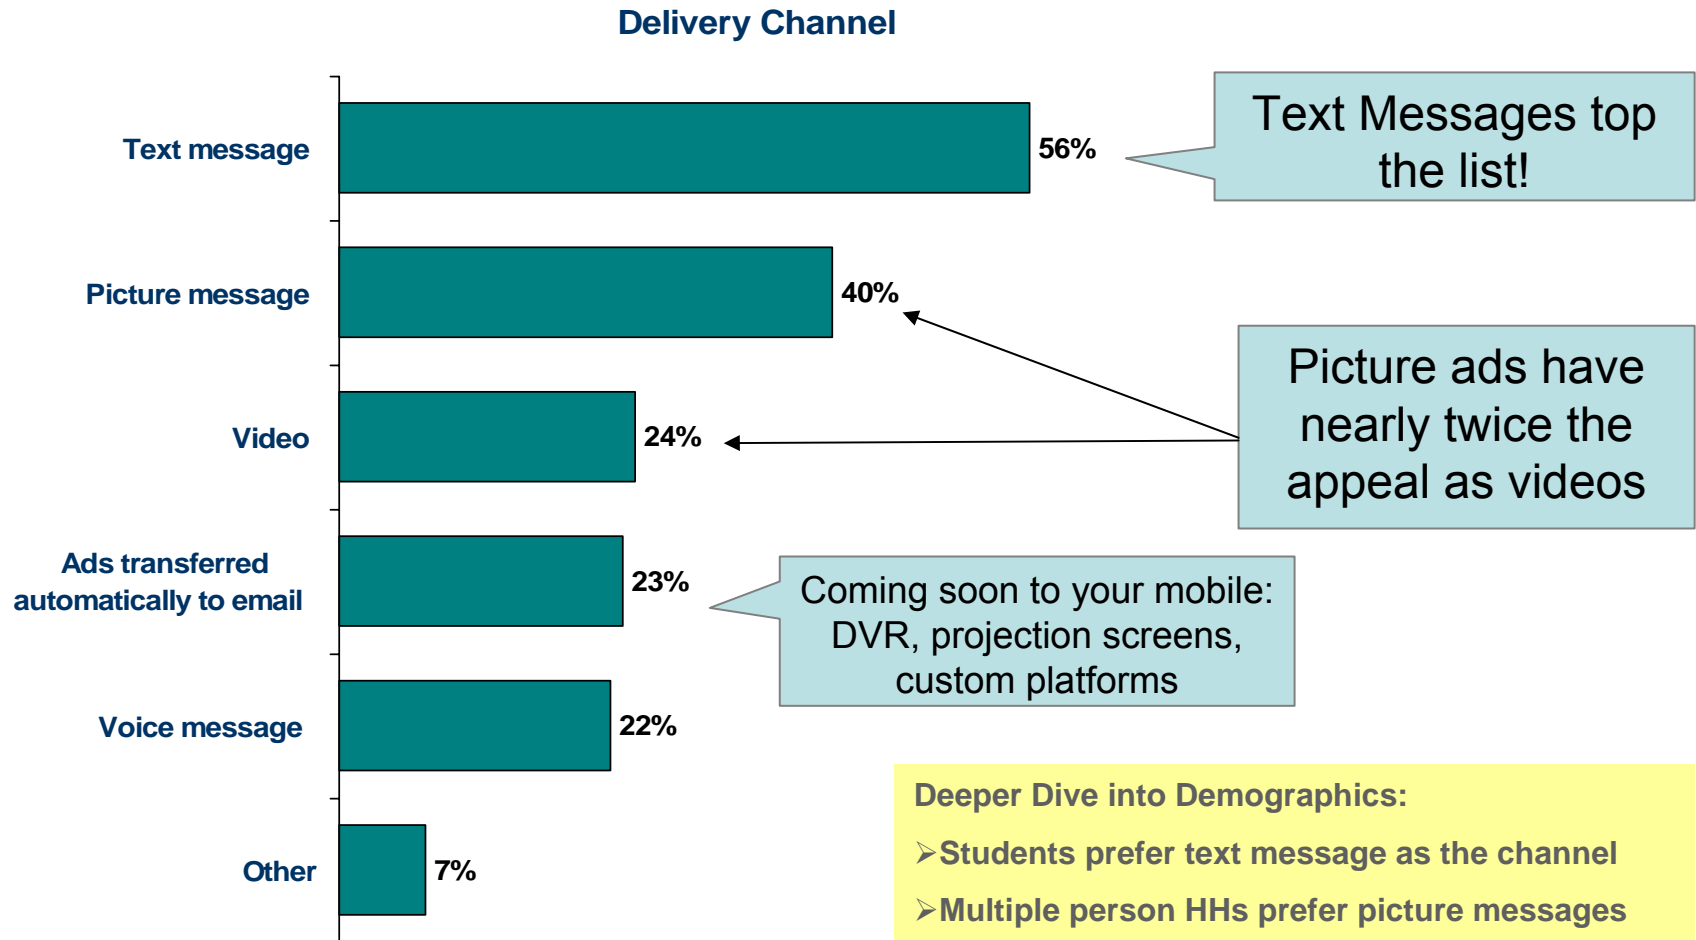 Delivery Channel
Text message
56%
Text Messages top
the list!
Picture message
40%
Picture ads have
nearly twice the
appeal as videos
Video
24%
Ads transferred
automatically to email
23%
Coming soon to your mobile:
DVR, projection screens,
custom platforms
Voice message
22%
Other
7%
Deeper Dive into Demographics:
➢Students prefer text message as the channel
➢Multiple person HHs prefer picture messages